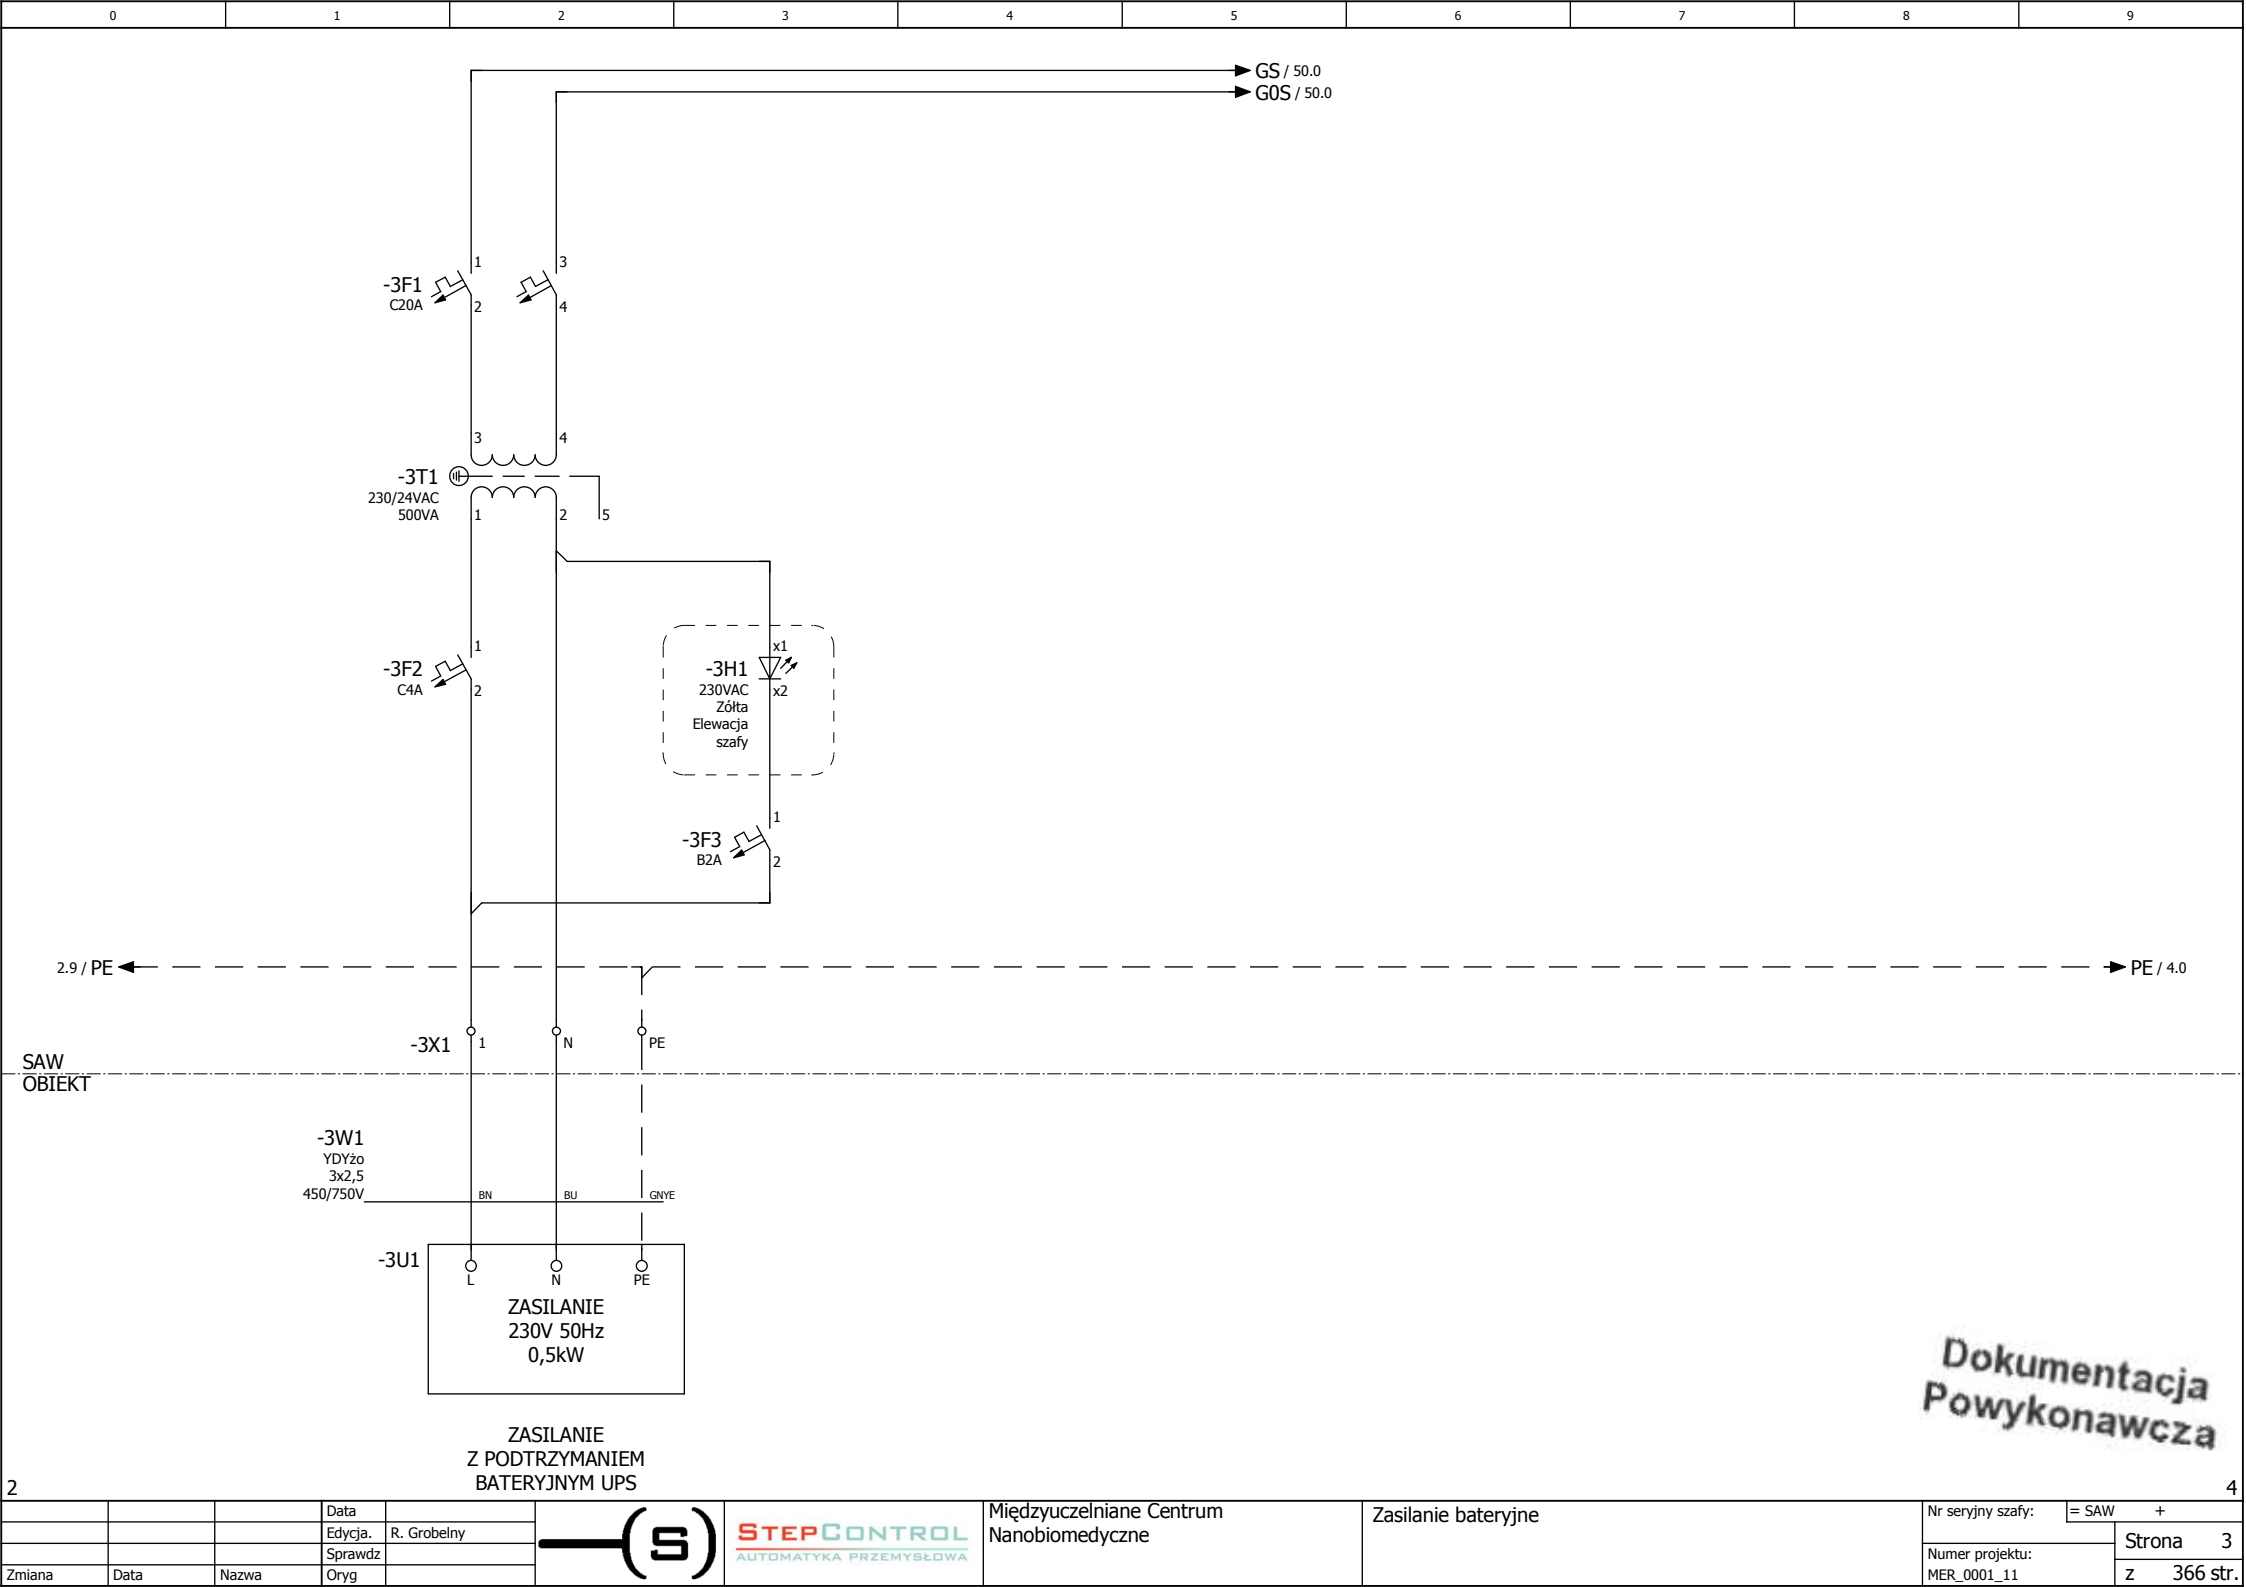 0 1 2 3 4 5 6 7 8 9
GS / 50.0
G0S / 50.0
1 3
-3F1
C20A
2 4
3 4
-3T1
230/24VAC
500VA
1 2 5
1
-3F2
C4A
2
x1
-3H1
230VAC
x2
Zółta
Elewacja
szafy
1
-3F3
B2A
2
2.9 / PE
PE / 4.0
-3X1 1 N PE
SAW
OBIEKT
-3W1
YDYżo
3x2,5
450/750V
BN BU GNYE
-3U1
L N PE
ZASILANIE
230V 50Hz
0,5kW
ZASILANIE
Z PODTRZYMANIEM
BATERYJNYM UPS
Dokumentacja
Powykonawcza
2 4
Data
Edycja. R. Grobelny
Sprawdz
Zmiana Data Nazwa Oryg
(S)
STEPCONTROL
AUTOMATYKA PRZEMYSŁOWA
Międzyuczelniane Centrum
Nanobiomedyczne
Zasilanie bateryjne
Nr seryjny szafy:
= SAW +
Numer projektu:
MER_0001_11
Strona 3
z 366 str.